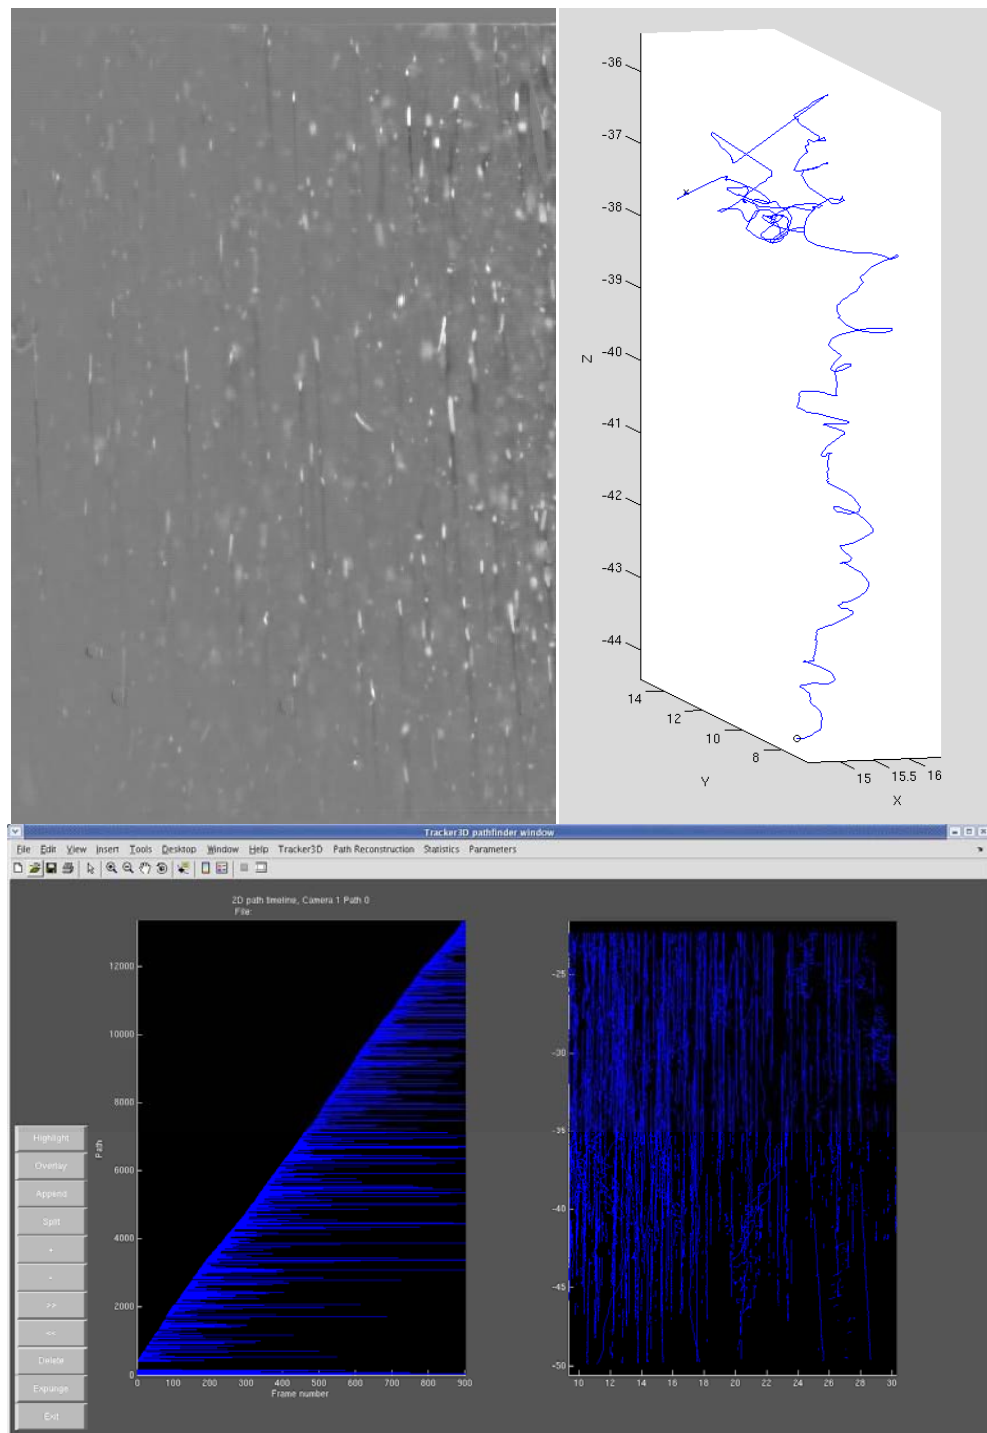 -36
-37
-38
-39
Z
-40
-41
-42
-43
-44
14
12
10
8
Y
15
15.5
16
X
Tracker3D pathfinder window
File Edit View Insert Tools Desktop Window Help Tracker3D Path Reconstruction Statistics Parameters
2D path timeline, Camera 1 Path 0
File:
12000
10000
8000
6000
4000
2000
0
Path
0 100 200 300 400 500 600 700 800 900
Frame number
-25
-30
-35
-40
-45
-50
10 12 14 16 18 20 22 24 26 28 30
Highlight
Overlay
Append
Split
+
-
>>
<<
Delete
Expunge
Exit